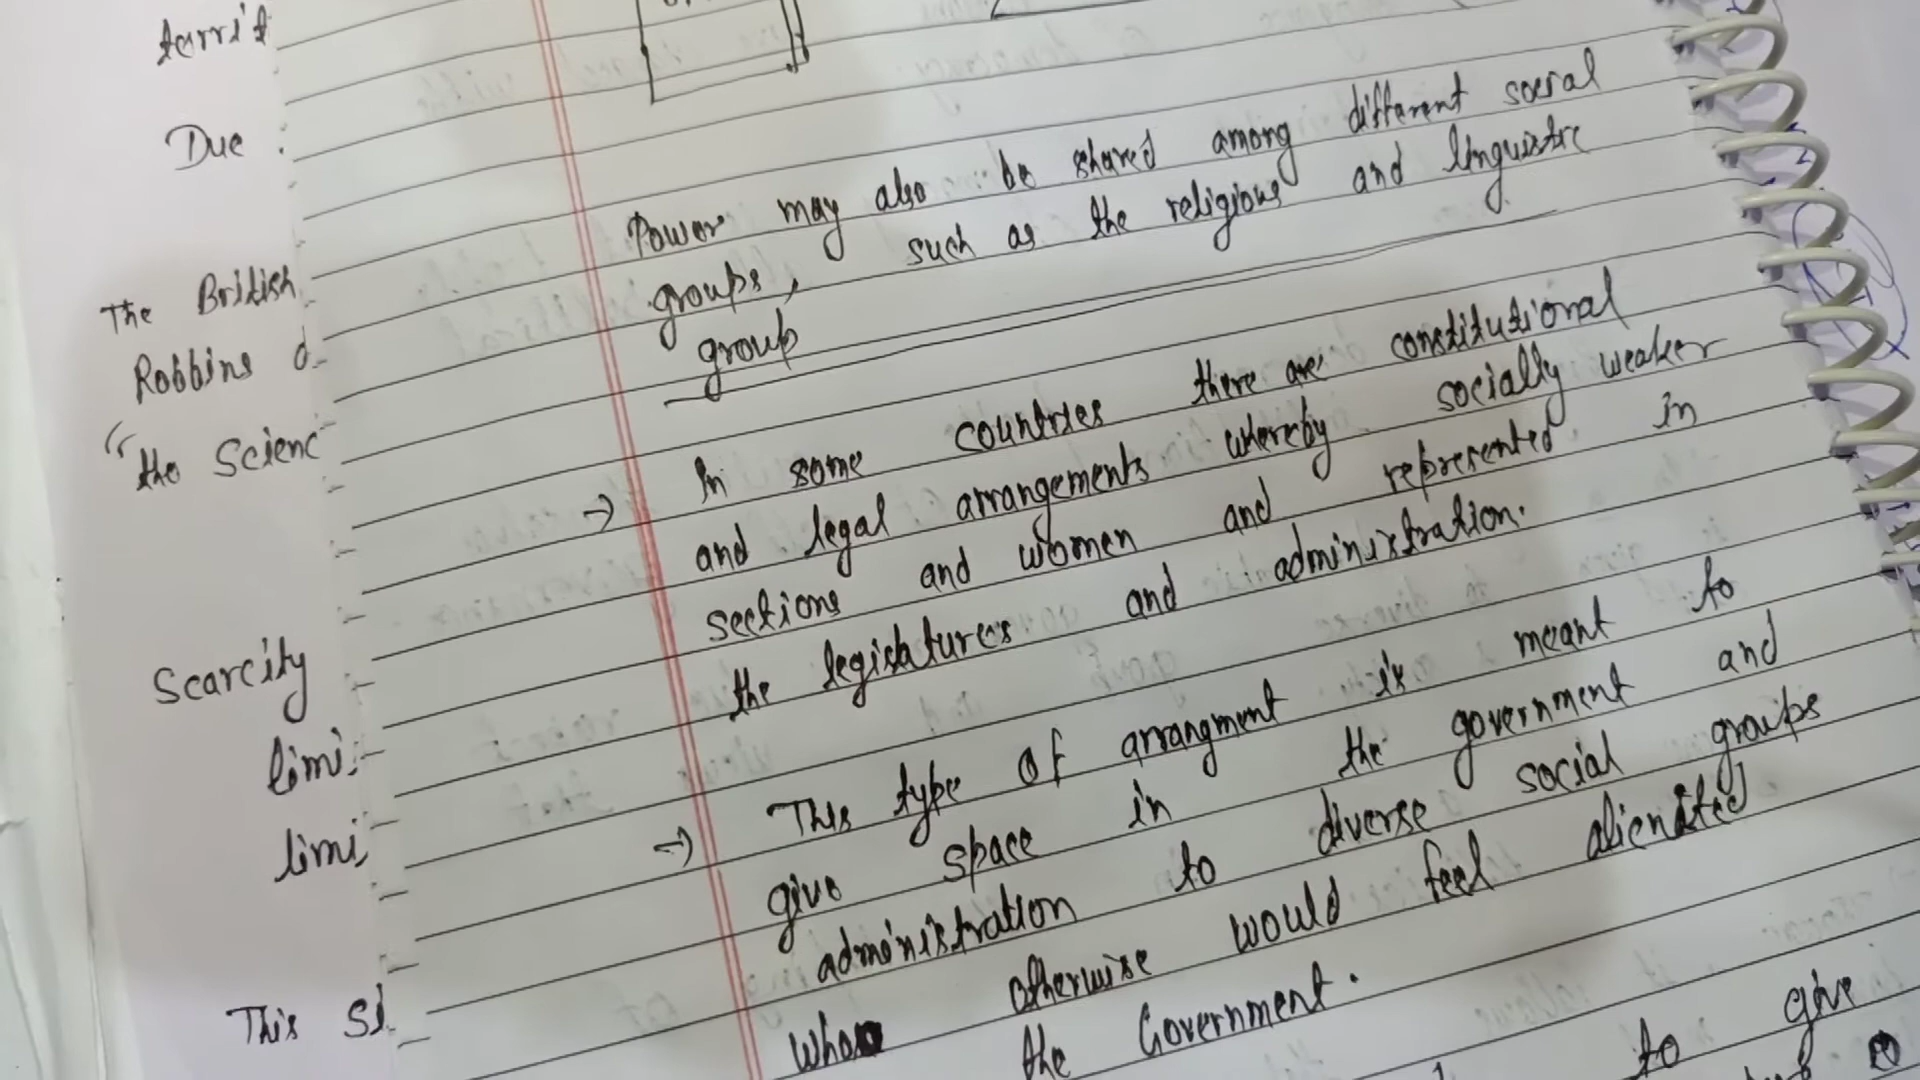 territ
Due
The British
Robbins d
"the Scienc
Scarcity
limi
limi
This si
Power may also be shared among different social
groups, such as the religious and linguistic
group
→ In some countries there are constitutional
and legal arrangements whereby socially weaker
sections and women and represented in
the legislatures and administration.
→ This type of arrangment is meant to
give space in the government and
administration to diverse social groups
who otherwise would feel alienated
the Government.
to give